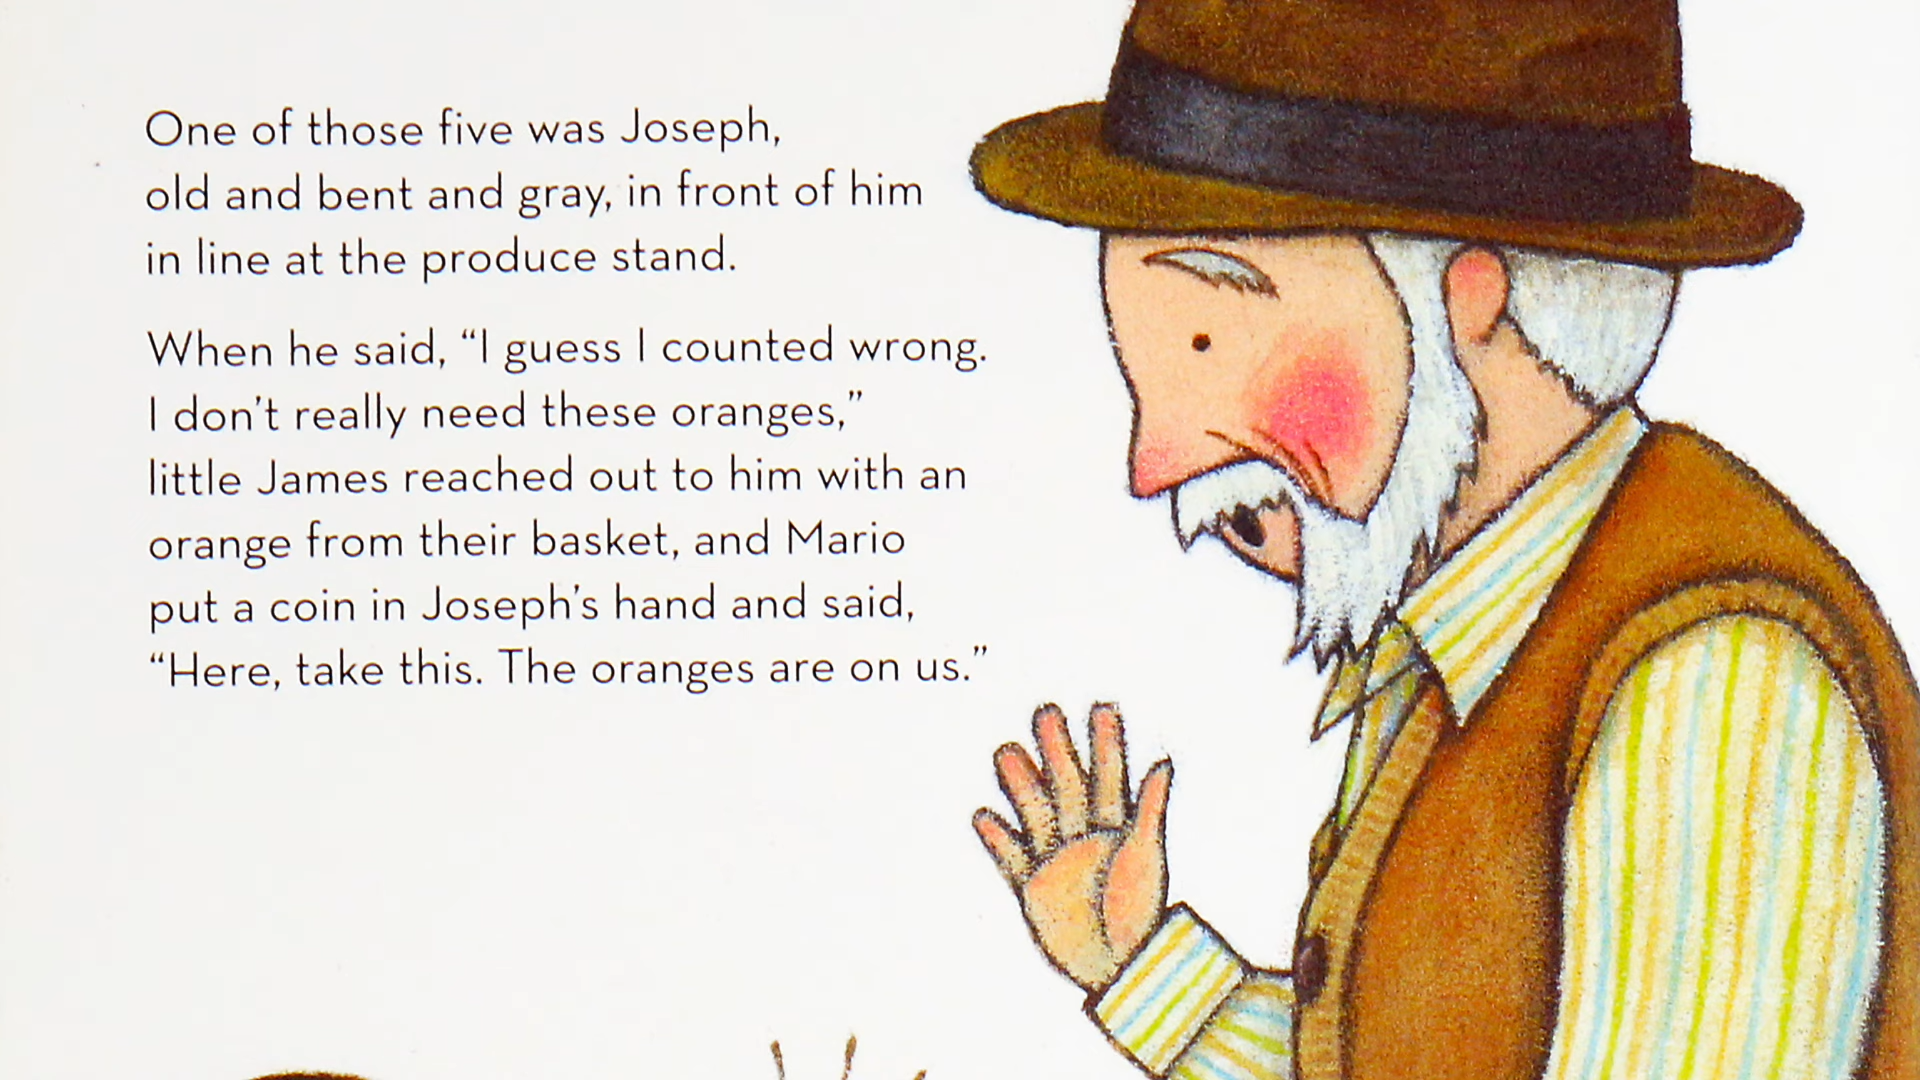 One of those five was Joseph,
old and bent and gray, in front of him
in line at the produce stand.
When he said, “I guess I counted wrong.
I don’t really need these oranges,”
little James reached out to him with an
orange from their basket, and Mario
put a coin in Joseph’s hand and said,
“Here, take this. The oranges are on us.”